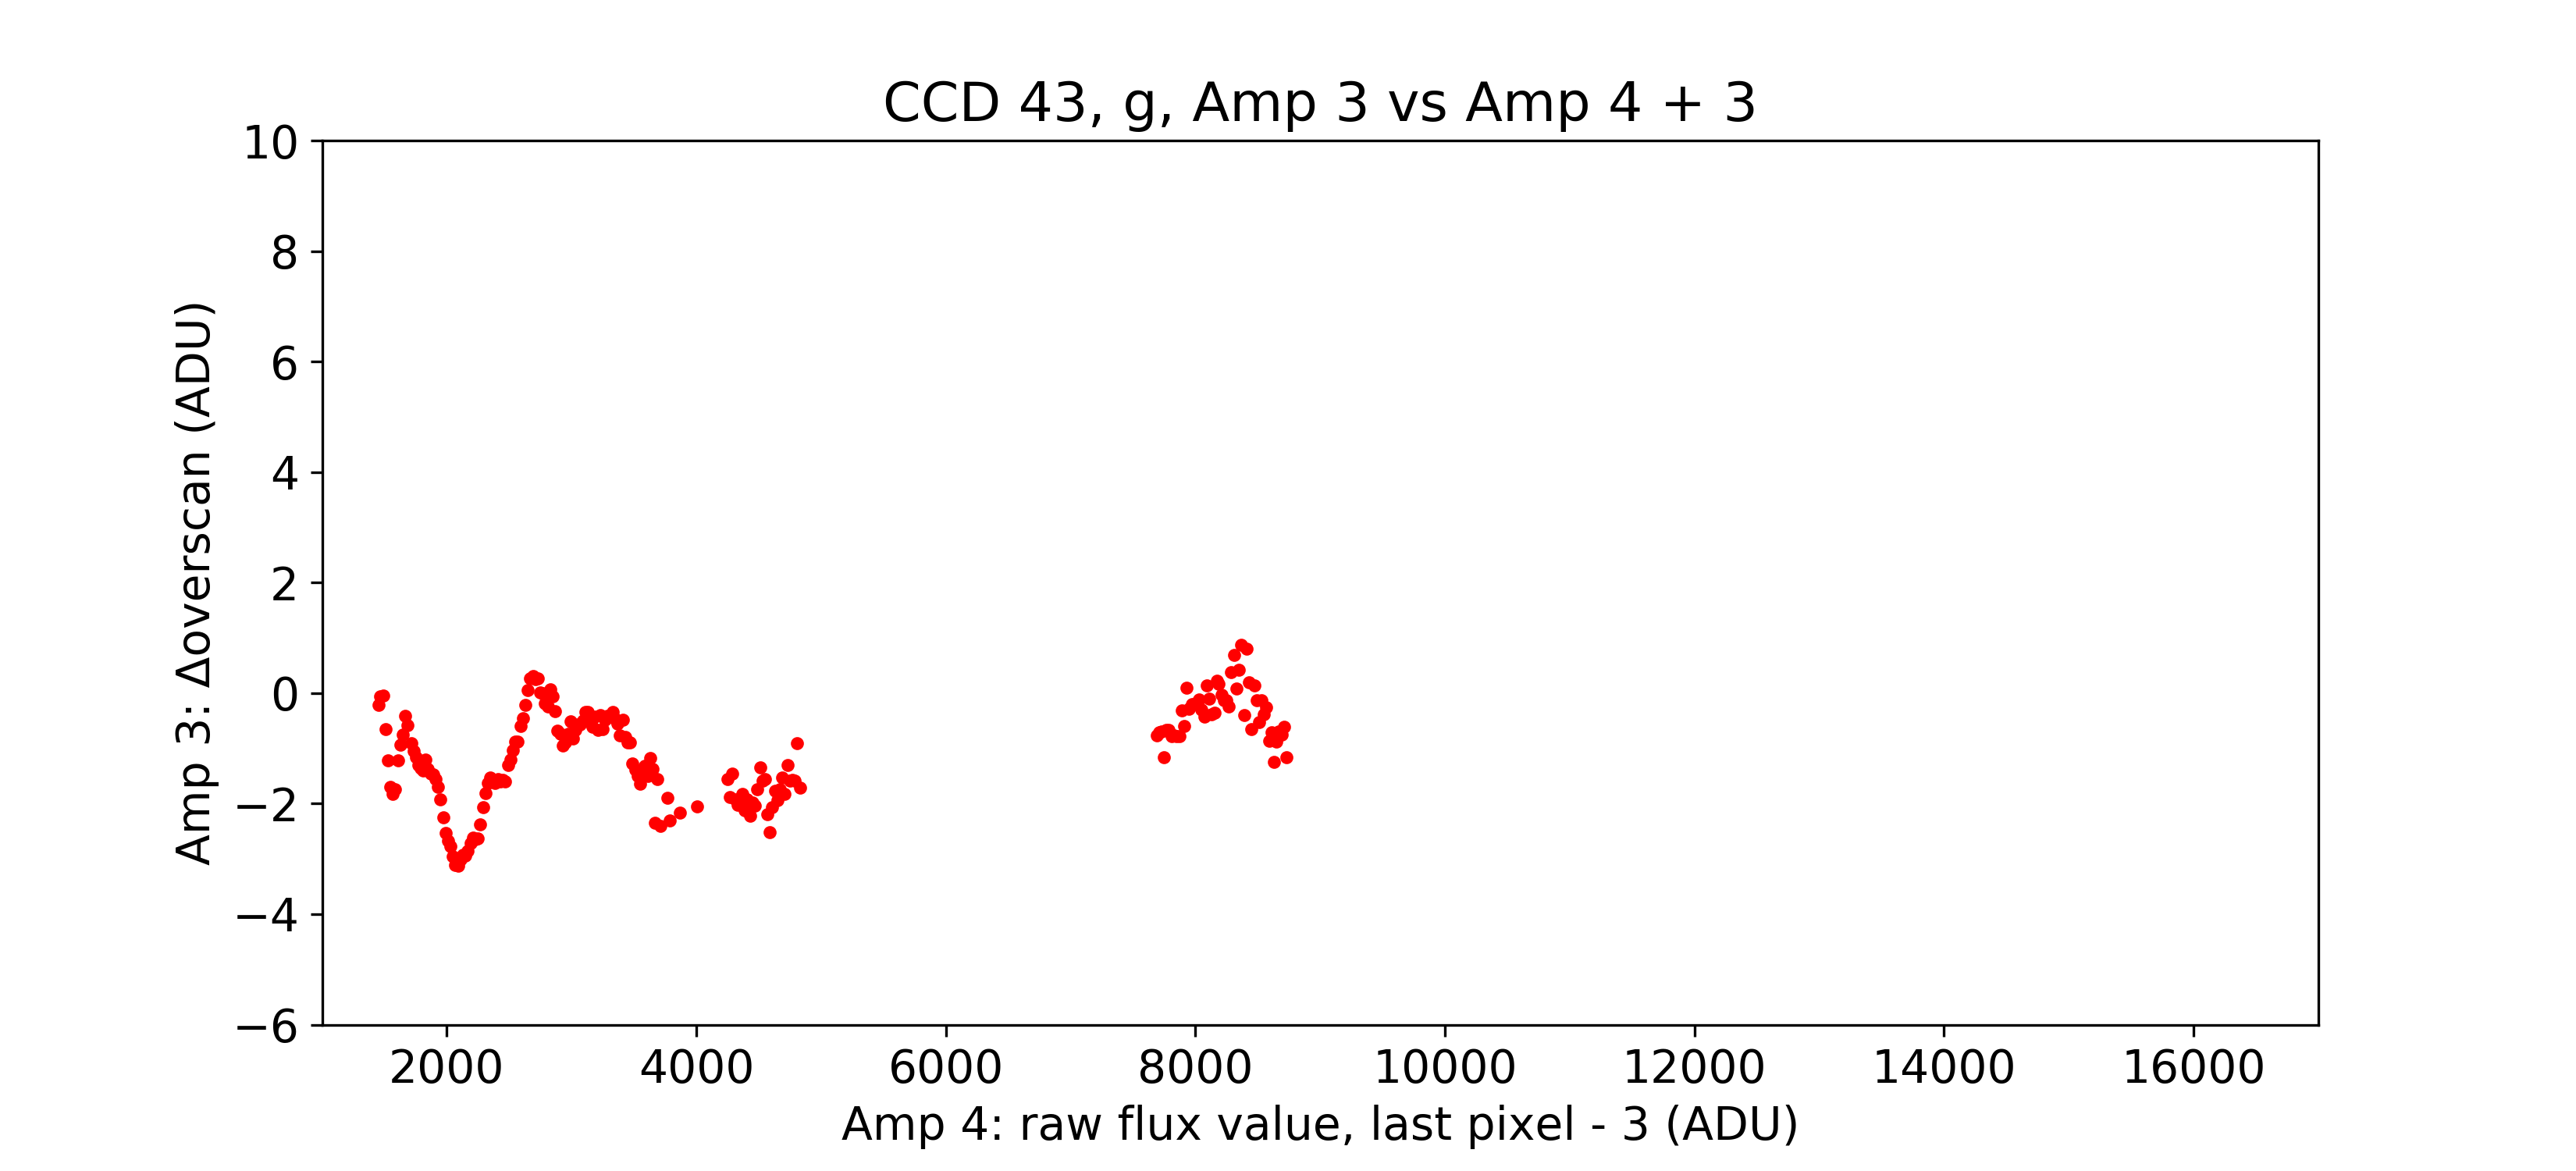 CCD 43, g, Amp 3 vs Amp 4 + 3
10
8
6
4
2
0
−2
−4
−6
Amp 3: Δoverscan (ADU)
2000 4000 6000 8000 10000 12000 14000 16000
Amp 4: raw flux value, last pixel - 3 (ADU)